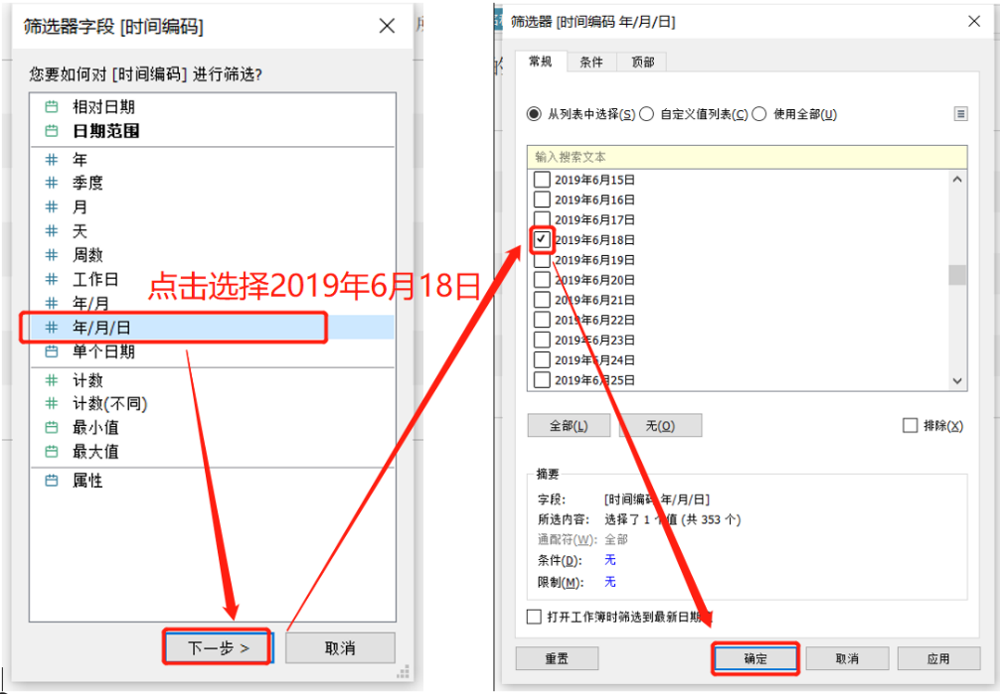 筛选器字段 [时间编码]
您要如何对 [时间编码] 进行筛选?
相对日期
日期范围
年
季度
月
天
周数
工作日
年/月
年/月/日
单个日期
计数
计数(不同)
最小值
最大值
属性
下一步 >
取消
点击选择2019年6月18日
筛选器 [时间编码 年/月/日]
常规 条件 顶部
从列表中选择(S) 自定义值列表(C) 使用全部(U)
输入搜索文本
2019年6月15日
2019年6月16日
2019年6月17日
2019年6月18日
2019年6月19日
2019年6月20日
2019年6月21日
2019年6月22日
2019年6月23日
2019年6月24日
2019年6月25日
全部(L) 无(O) 排除(X)
摘要
字段: [时间编码 年/月/日]
所选内容: 选择了 1 个值 (共 353 个)
通配符(W): 全部
条件(D): 无
限制(M): 无
打开工作簿时筛选到最新日期
重置 确定 取消 应用